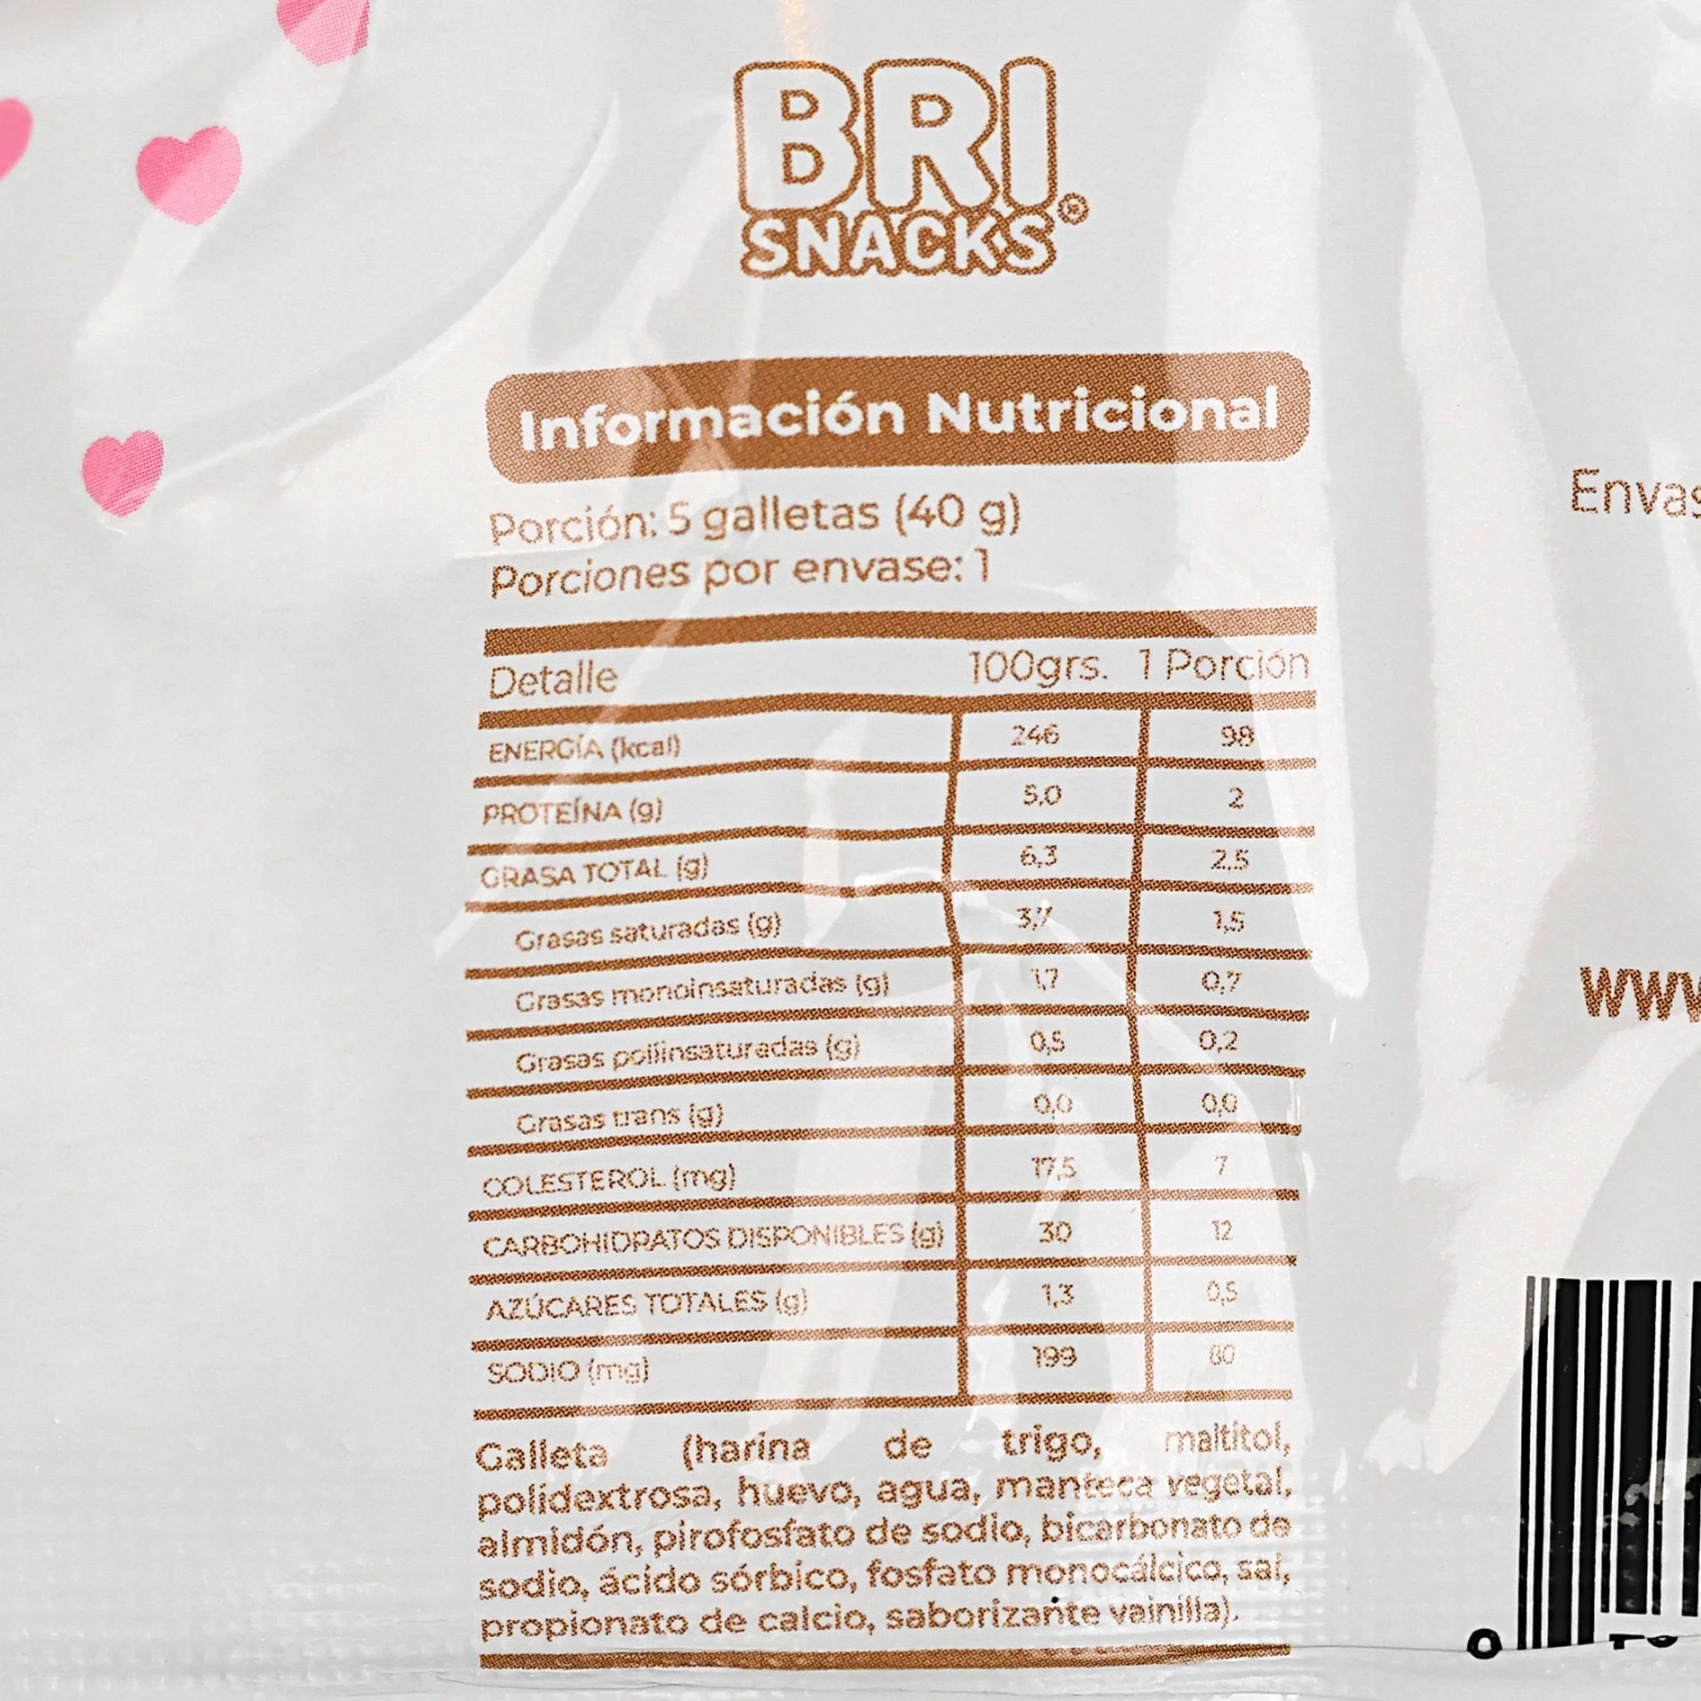 BRI
SNACKS®
Información Nutricional
Porción: 5 galletas (40 g)
Porciones por envase: 1
Detalle 100grs. 1 Porción
ENERGÍA (kcal) 246 98
PROTEÍNA (g) 5,0 2
GRASA TOTAL (g) 6,3 2,5
Grasas saturadas (g) 3,7 1,5
Grasas monoinsaturadas (g) 1,7 0,7
Grasas poliinsaturadas (g) 0,5 0,2
Grasas trans (g) 0,0 0,0
COLESTEROL (mg) 17,5 7
CARBOHIDRATOS DISPONIBLES (g) 30 12
AZÚCARES TOTALES (g) 1,3 0,5
SODIO (mg) 199 80
Galleta (harina de trigo, maltitol,
polidextrosa, huevo, agua, manteca vegetal,
almidón, pirofosfato de sodio, bicarbonato de
sodio, ácido sórbico, fosfato monocálcico, sal,
propionato de calcio, saborizante vainilla).
Envas
www
0